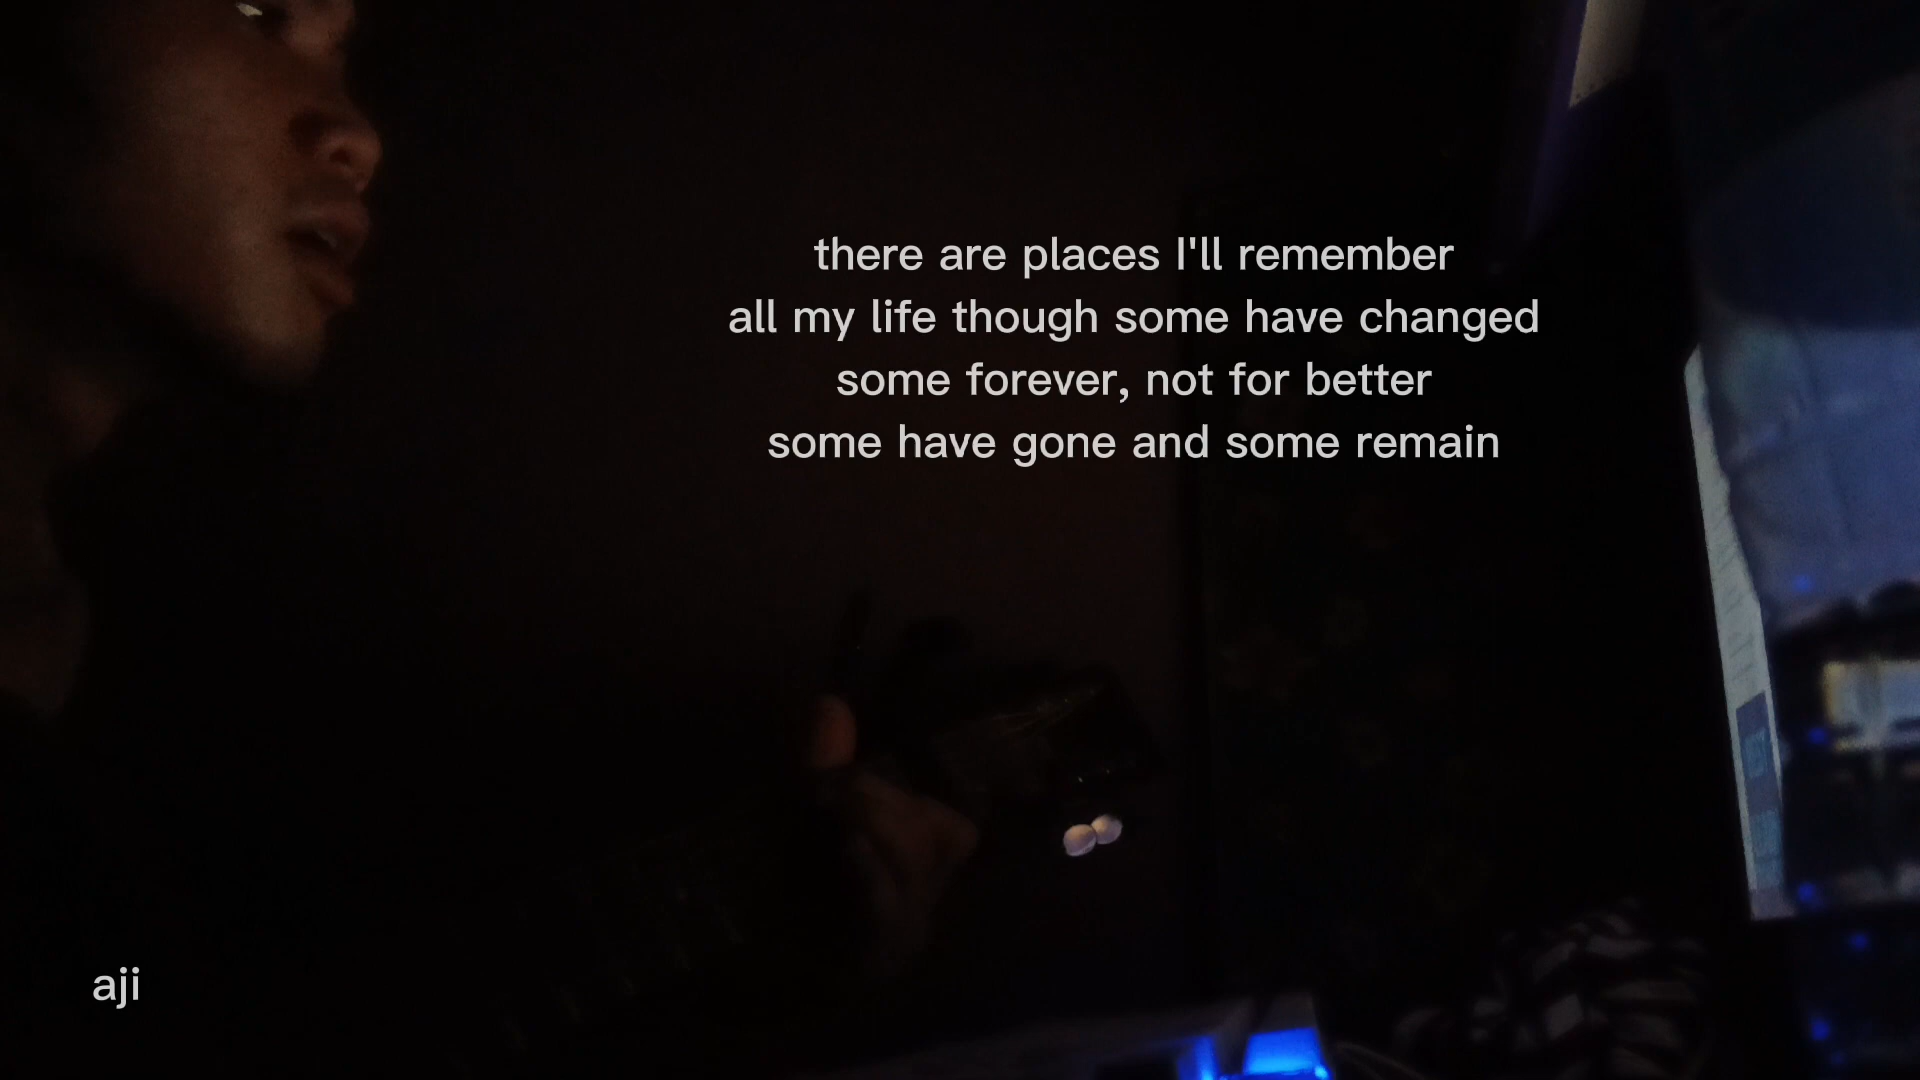 there are places I'll remember
all my life though some have changed
some forever, not for better
some have gone and some remain
aji